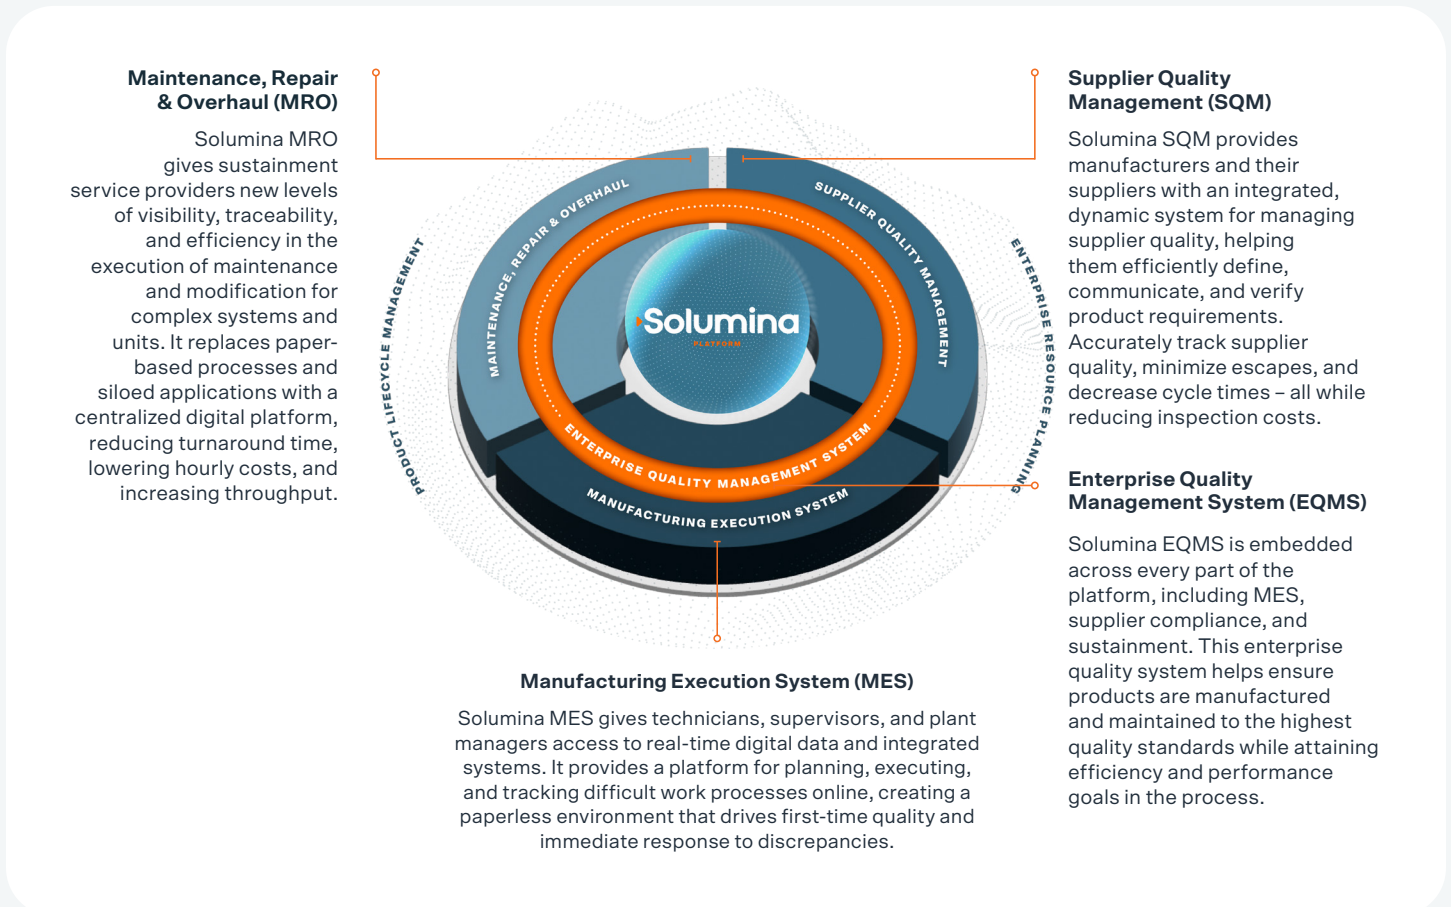 Maintenance, Repair
& Overhaul (MRO)
Solumina MRO
gives sustainment
service providers new levels
of visibility, traceability,
and efficiency in the
execution of maintenance
and modification for
complex systems and
units. It replaces paper-
based processes and
siloed applications with a
centralized digital platform,
reducing turnaround time,
lowering hourly costs, and
increasing throughput.
PRODUCT LIFECYCLE MANAGEMENT
MAINTENANCE, REPAIR & OVERHAUL
SUPPLIER QUALITY MANAGEMENT
ENTERPRISE RESOURCE PLANNING
Solumina
PLATFORM
ENTERPRISE QUALITY MANAGEMENT SYSTEM
MANUFACTURING EXECUTION SYSTEM
Supplier Quality
Management (SQM)
Solumina SQM provides
manufacturers and their
suppliers with an integrated,
dynamic system for managing
supplier quality, helping
them efficiently define,
communicate, and verify
product requirements.
Accurately track supplier
quality, minimize escapes, and
decrease cycle times – all while
reducing inspection costs.
Enterprise Quality
Management System (EQMS)
Solumina EQMS is embedded
across every part of the
platform, including MES,
supplier compliance, and
sustainment. This enterprise
quality system helps ensure
products are manufactured
and maintained to the highest
quality standards while attaining
efficiency and performance
goals in the process.
Manufacturing Execution System (MES)
Solumina MES gives technicians, supervisors, and plant
managers access to real-time digital data and integrated
systems. It provides a platform for planning, executing,
and tracking difficult work processes online, creating a
paperless environment that drives first-time quality and
immediate response to discrepancies.